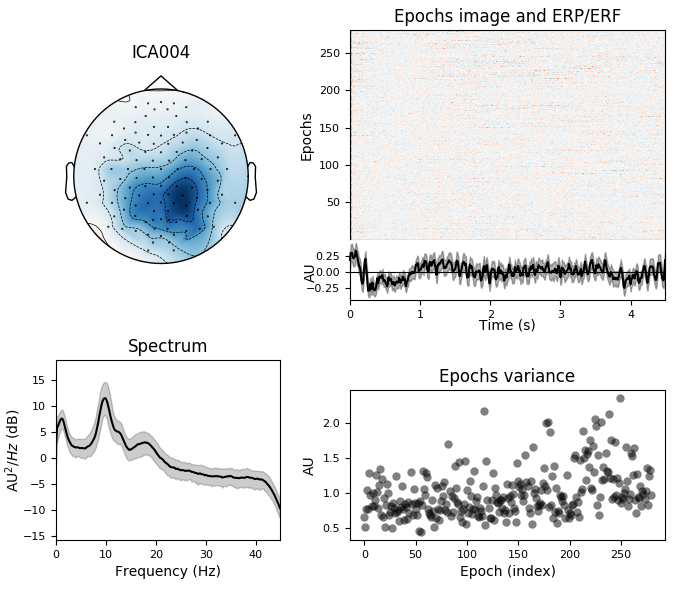 ICA004
Epochs image and ERP/ERF
Epochs
250
200
150
100
50
AU
0.25
0.00
−0.25
0 1 2 3 4
Time (s)
Spectrum
AU²/Hz (dB)
15
10
5
0
−5
−10
−15
0 10 20 30 40
Frequency (Hz)
Epochs variance
AU
2.0
1.5
1.0
0.5
0 50 100 150 200 250
Epoch (index)